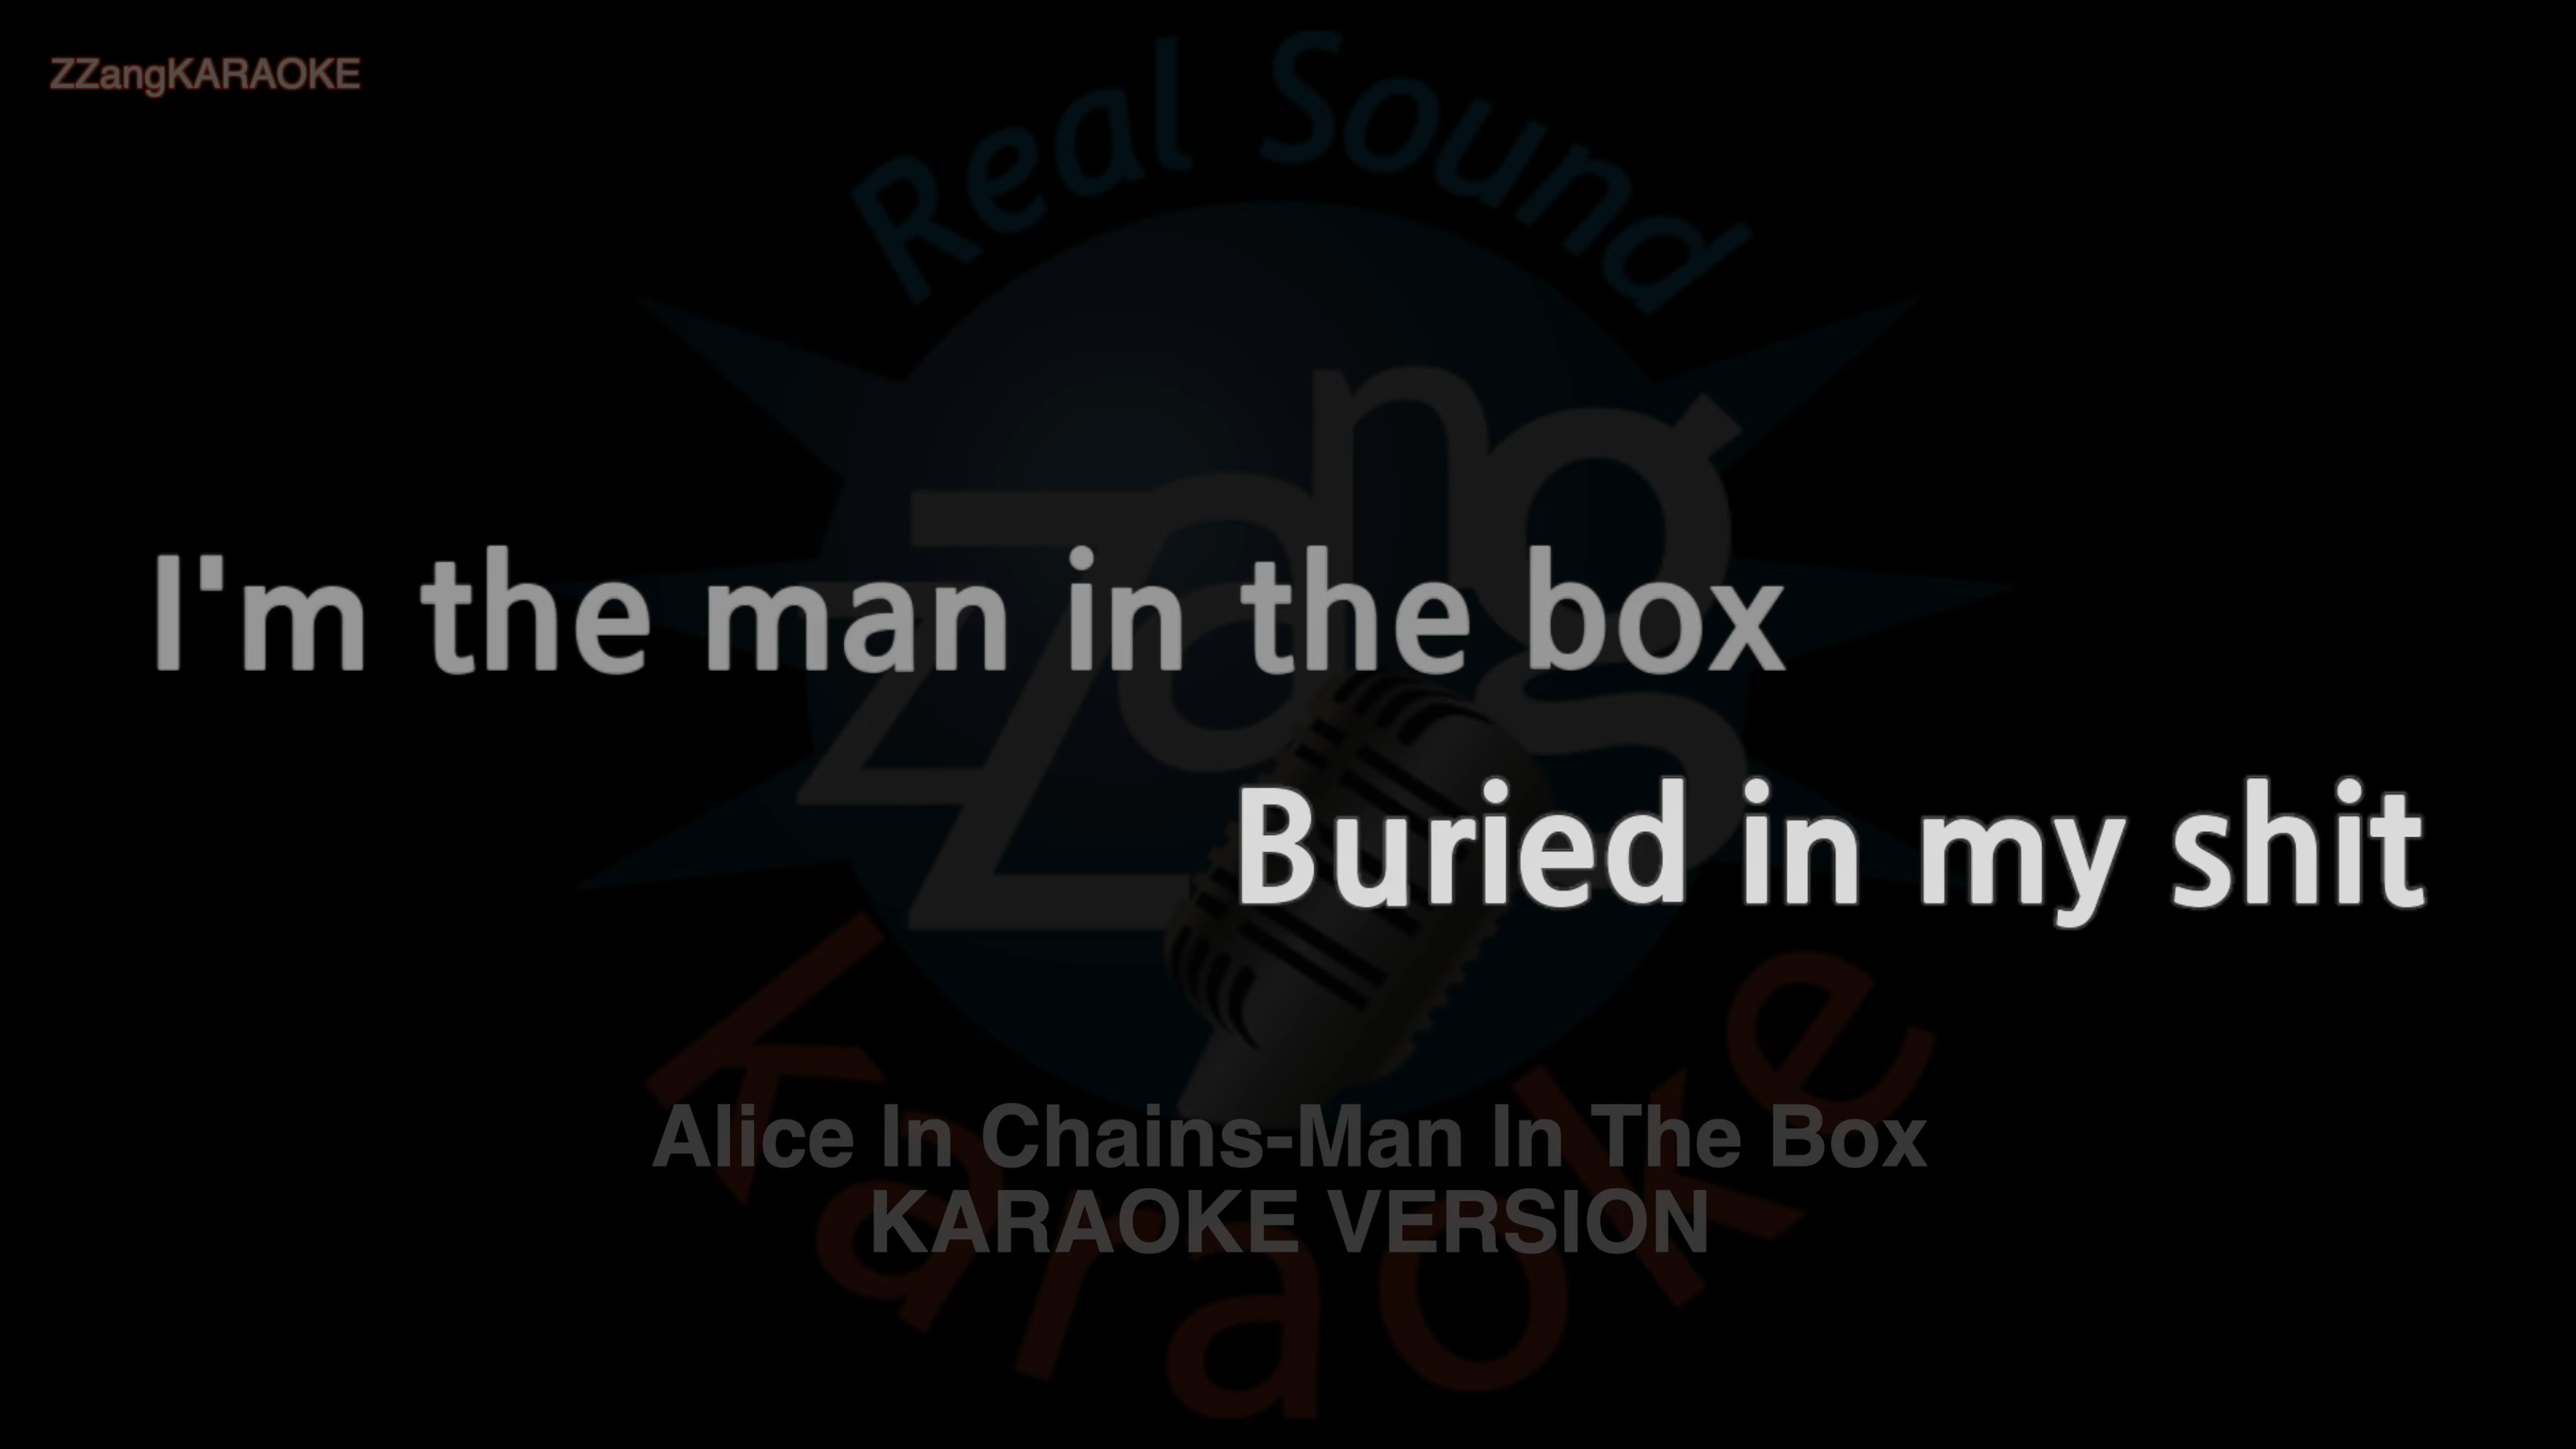 ZZangKARAOKE
Real Sound
zzang
I'm the man in the box
Buried in my shit
Alice In Chains-Man In The Box
KARAOKE VERSION
Karaoke